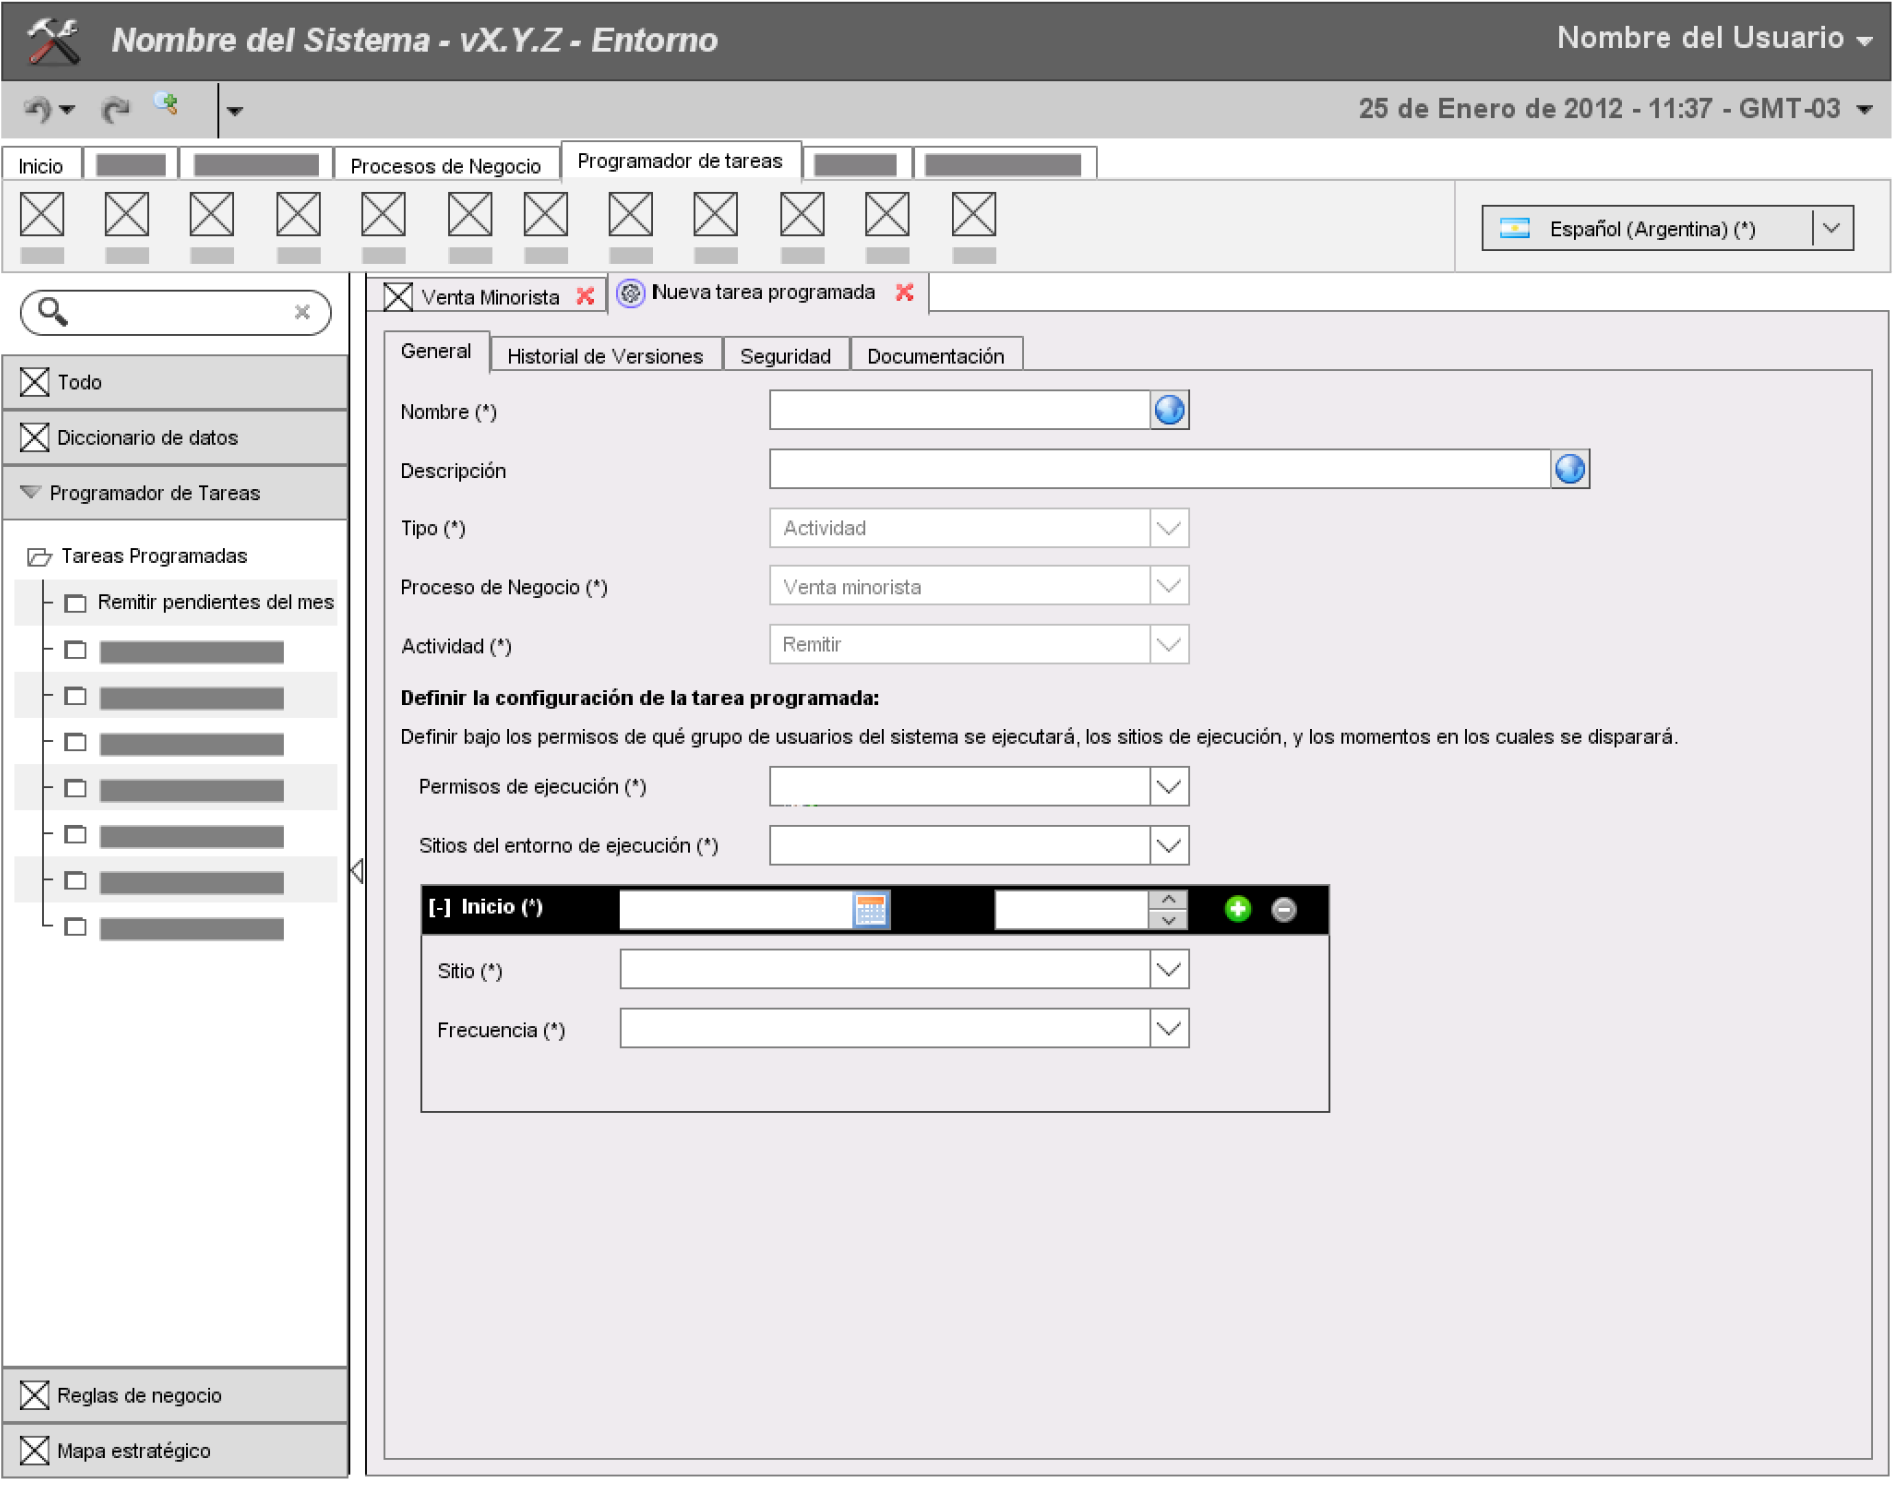 Nombre del Sistema - vX.Y.Z - Entorno
Nombre del Usuario
25 de Enero de 2012 - 11:37 - GMT-03
Inicio
Procesos de Negocio
Programador de tareas
Español (Argentina) (*)
Venta Minorista
Nueva tarea programada
Todo
Diccionario de datos
Programador de Tareas
Tareas Programadas
Remitir pendientes del mes
Reglas de negocio
Mapa estratégico
General
Historial de Versiones
Seguridad
Documentación
Nombre (*)
Descripción
Tipo (*)
Actividad
Proceso de Negocio (*)
Venta minorista
Actividad (*)
Remitir
Definir la configuración de la tarea programada:
Definir bajo los permisos de qué grupo de usuarios del sistema se ejecutará, los sitios de ejecución, y los momentos en los cuales se disparará.
Permisos de ejecución (*)
Sitios del entorno de ejecución (*)
[-] Inicio (*)
Sitio (*)
Frecuencia (*)